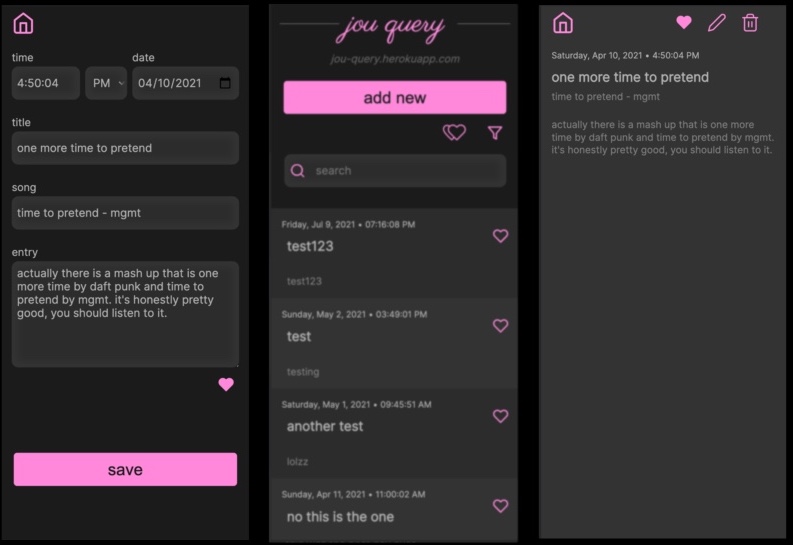 time
date
4:50:04
PM
04/10/2021
title
one more time to pretend
song
time to pretend - mgmt
entry
actually there is a mash up that is one
more time by daft punk and time to
pretend by mgmt. it's honestly pretty
good, you should listen to it.
save
jou query
jou-query.herokuapp.com
add new
search
Friday, Jul 9, 2021 • 07:16:08 PM
test123
test123
Sunday, May 2, 2021 • 03:49:01 PM
test
testing
Saturday, May 1, 2021 • 09:45:51 AM
another test
lolzz
Sunday, Apr 11, 2021 • 11:00:02 AM
no this is the one
Saturday, Apr 10, 2021 • 4:50:04 PM
one more time to pretend
time to pretend - mgmt
actually there is a mash up that is one more
time by daft punk and time to pretend by mgmt.
it's honestly pretty good, you should listen to it.